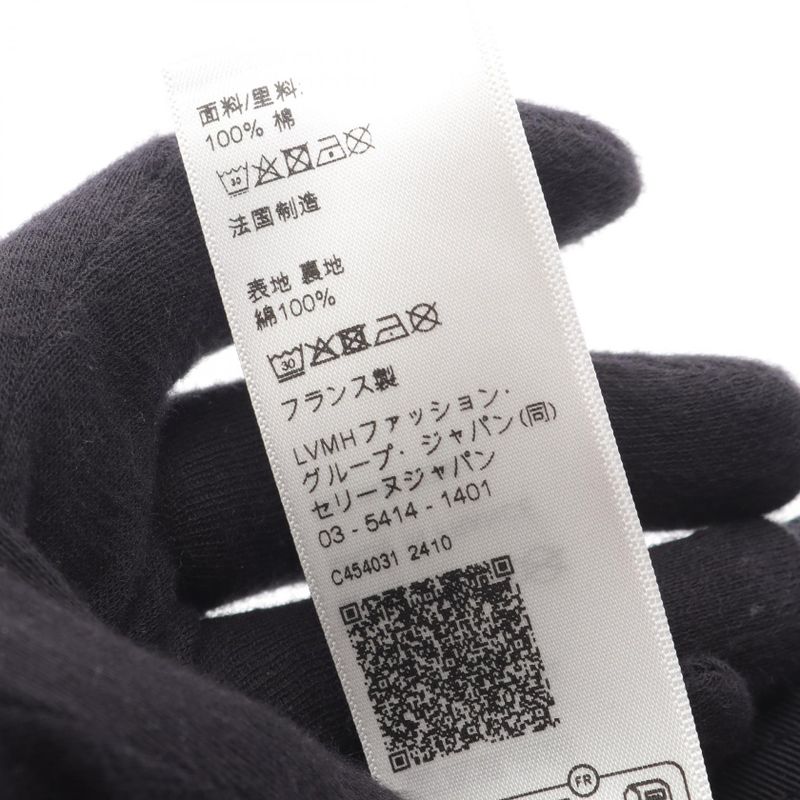 面料/里料:
100% 棉
30
法国制造
表地 裏地
綿100%
30
フランス製
LVMHファッション・
グループ・ジャパン(同)
セリーヌジャパン
03 - 5414 - 1401
C454031 2410
FR